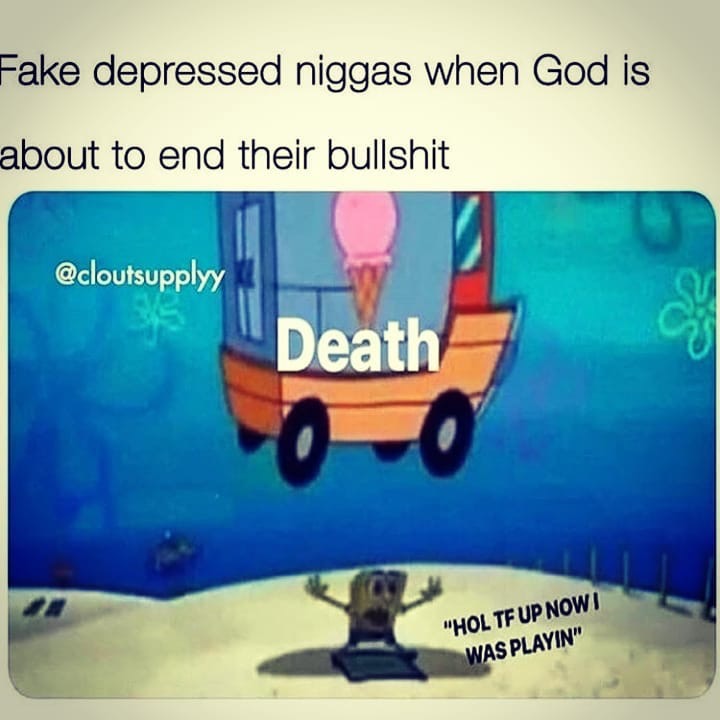 Fake depressed niggas when God is
about to end their bullshit
@cloutsupplyy
Death
"HOL TF UP NOW I
WAS PLAYIN"